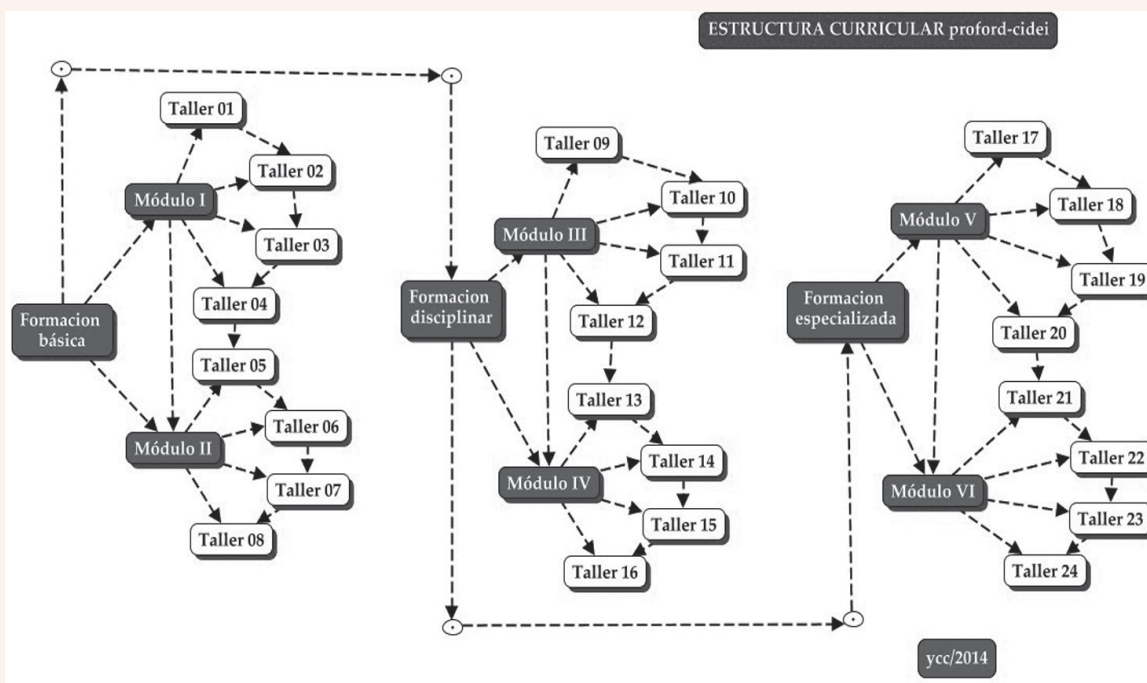 ESTRUCTURA CURRICULAR proford-cidei
Formacion
básica
Módulo I
Taller 01
Taller 02
Taller 03
Taller 04
Módulo II
Taller 05
Taller 06
Taller 07
Taller 08
Formacion
disciplinar
Módulo III
Taller 09
Taller 10
Taller 11
Taller 12
Módulo IV
Taller 13
Taller 14
Taller 15
Taller 16
Formacion
especializada
Módulo V
Taller 17
Taller 18
Taller 19
Taller 20
Módulo VI
Taller 21
Taller 22
Taller 23
Taller 24
ycc/2014